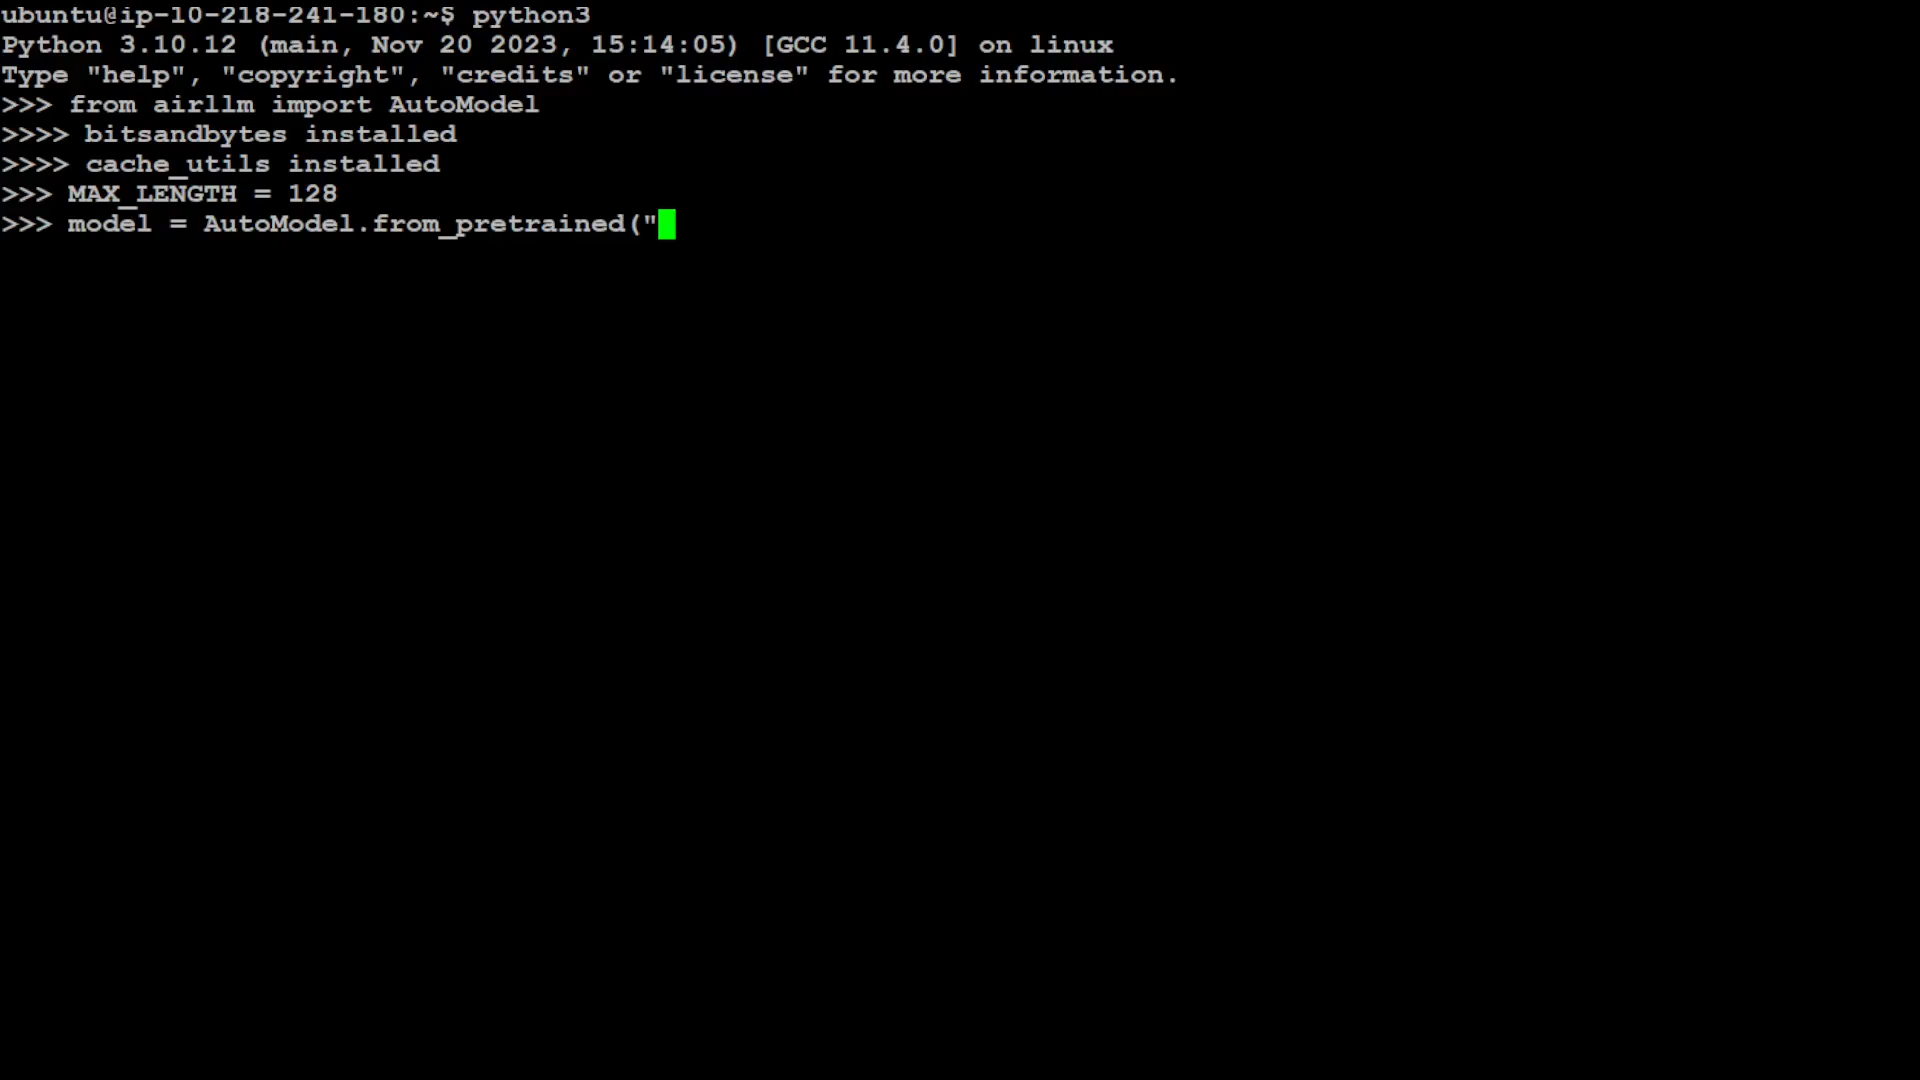 ubuntu@ip-10-218-241-180:~$ python3
Python 3.10.12 (main, Nov 20 2023, 15:14:05) [GCC 11.4.0] on linux
Type "help", "copyright", "credits" or "license" for more information.
>>> from airllm import AutoModel
>>>> bitsandbytes installed
>>>> cache_utils installed
>>> MAX_LENGTH = 128
>>> model = AutoModel.from_pretrained("